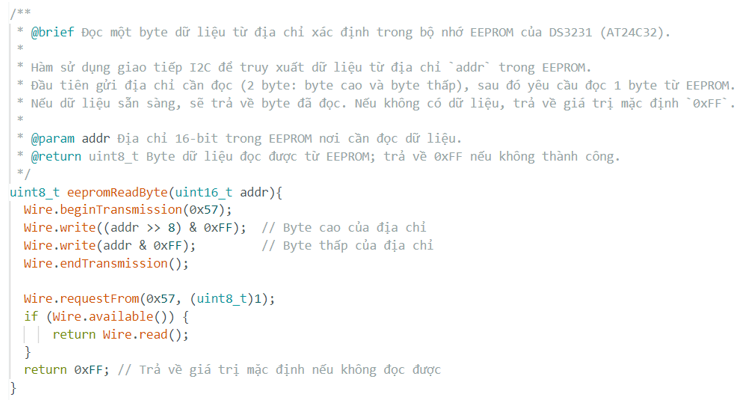 /**
 * @brief Đọc một byte dữ liệu từ địa chỉ xác định trong bộ nhớ EEPROM của DS3231 (AT24C32).
 *
 * Hàm sử dụng giao tiếp I2C để truy xuất dữ liệu từ địa chỉ `addr` trong EEPROM.
 * Đầu tiên gửi địa chỉ cần đọc (2 byte: byte cao và byte thấp), sau đó yêu cầu đọc 1 byte từ EEPROM.
 * Nếu dữ liệu sẵn sàng, sẽ trả về byte đã đọc. Nếu không có dữ liệu, trả về giá trị mặc định `0xFF`.
 *
 * @param addr Địa chỉ 16-bit trong EEPROM nơi cần đọc dữ liệu.
 * @return uint8_t Byte dữ liệu đọc được từ EEPROM; trả về 0xFF nếu không thành công.
 */
uint8_t eepromReadByte(uint16_t addr){
  Wire.beginTransmission(0x57);
  Wire.write((addr >> 8) & 0xFF);  // Byte cao của địa chỉ
  Wire.write(addr & 0xFF);         // Byte thấp của địa chỉ
  Wire.endTransmission();

  Wire.requestFrom(0x57, (uint8_t)1);
  if (Wire.available()) {
      return Wire.read();
  }
  return 0xFF; // Trả về giá trị mặc định nếu không đọc được
}